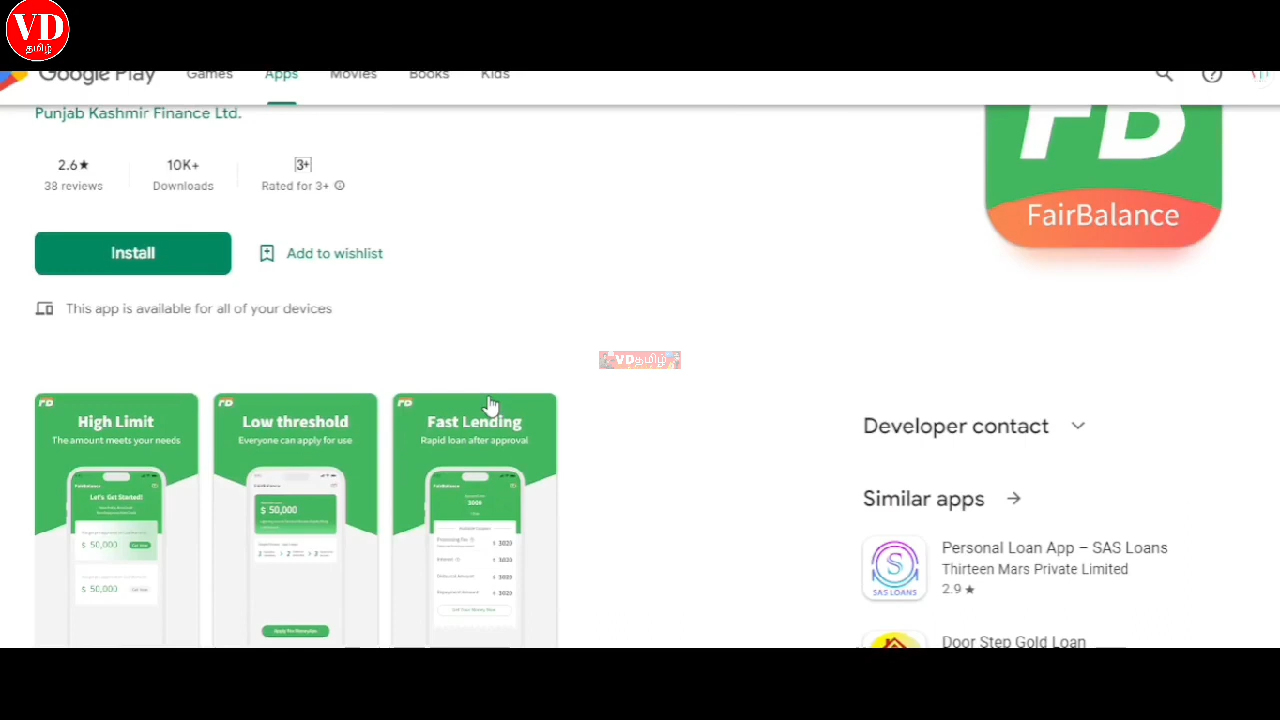 VD
தமிழ்
Google Play Games Apps Movies Books Kids
Punjab Kashmir Finance Ltd.
FB
FairBalance
2.6★ 10K+ 3+
38 reviews Downloads Rated for 3+
Install Add to wishlist
This app is available for all of your devices
VDதமிழ்
High Limit
The amount meets your needs
FairBalance
Let's Get Started!
$ 50,000
$ 50,000
Low threshold
Everyone can apply for use
FairBalance
$ 50,000
Fast Lending
Rapid loan after approval
FairBalance
Developer contact
Similar apps
Personal Loan App – SAS Loans
Thirteen Mars Private Limited
2.9 ★
SAS LOANS
Door Step Gold Loan